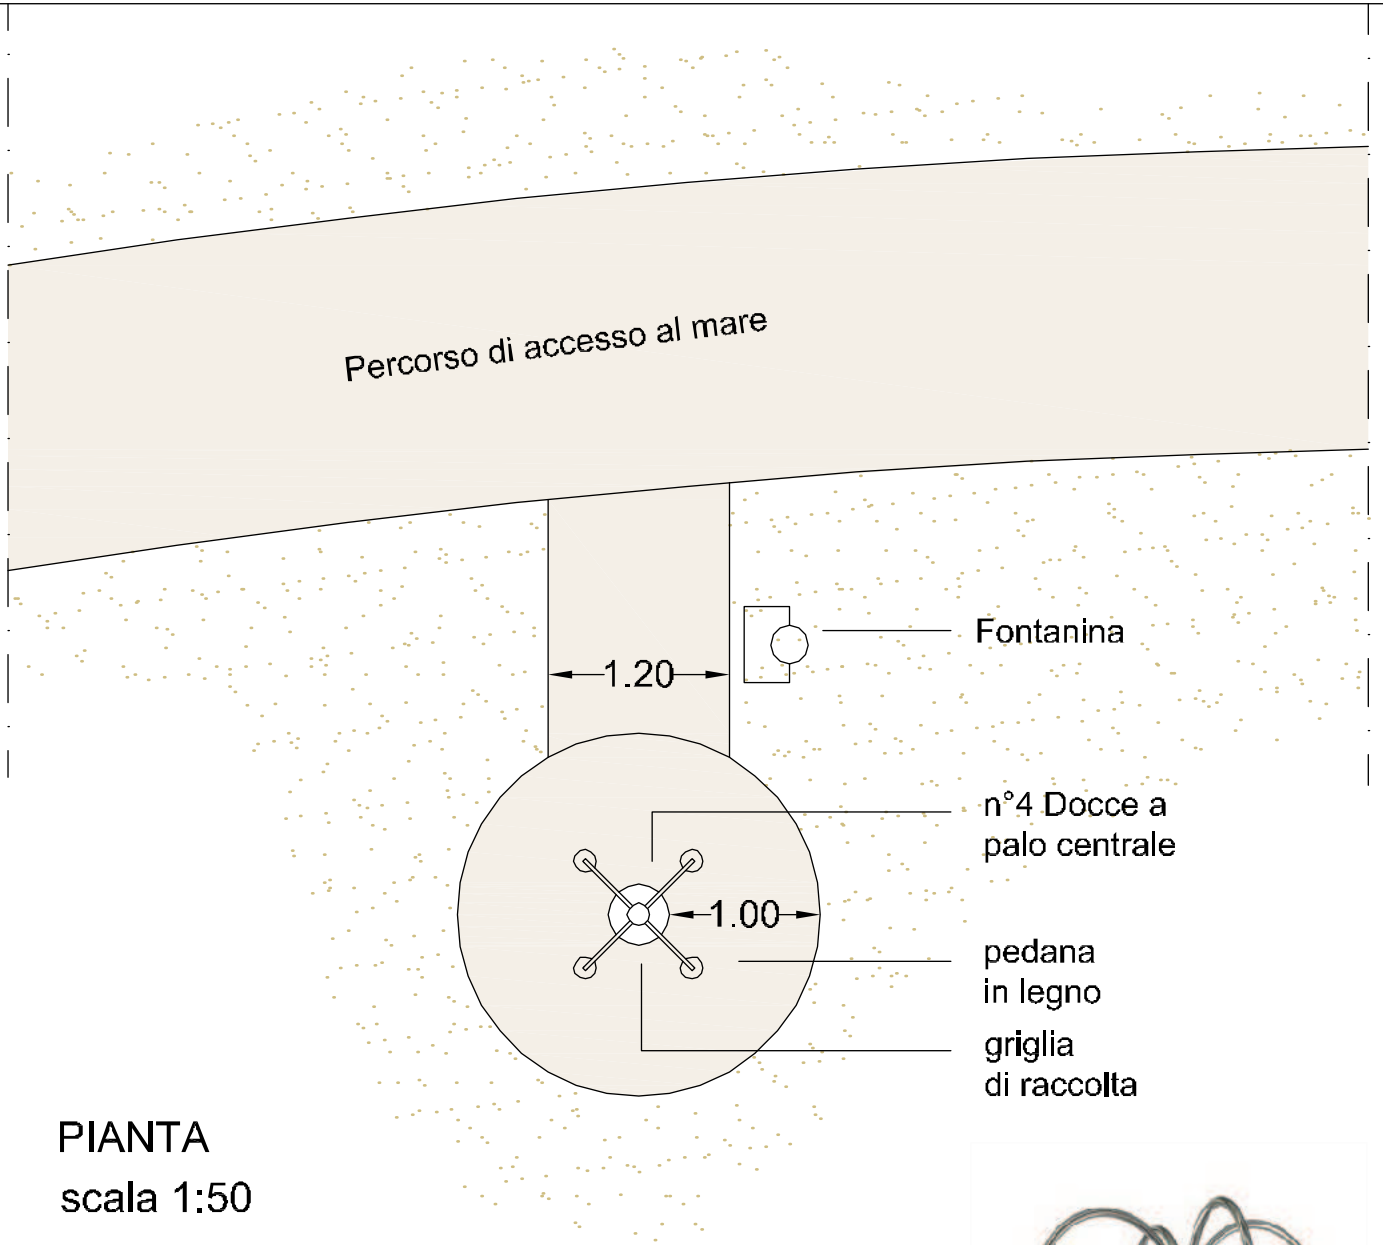 Percorso di accesso al mare
Fontanina
1.20
n°4 Docce a
palo centrale
1.00
pedana
in legno
griglia
di raccolta
PIANTA
scala 1:50